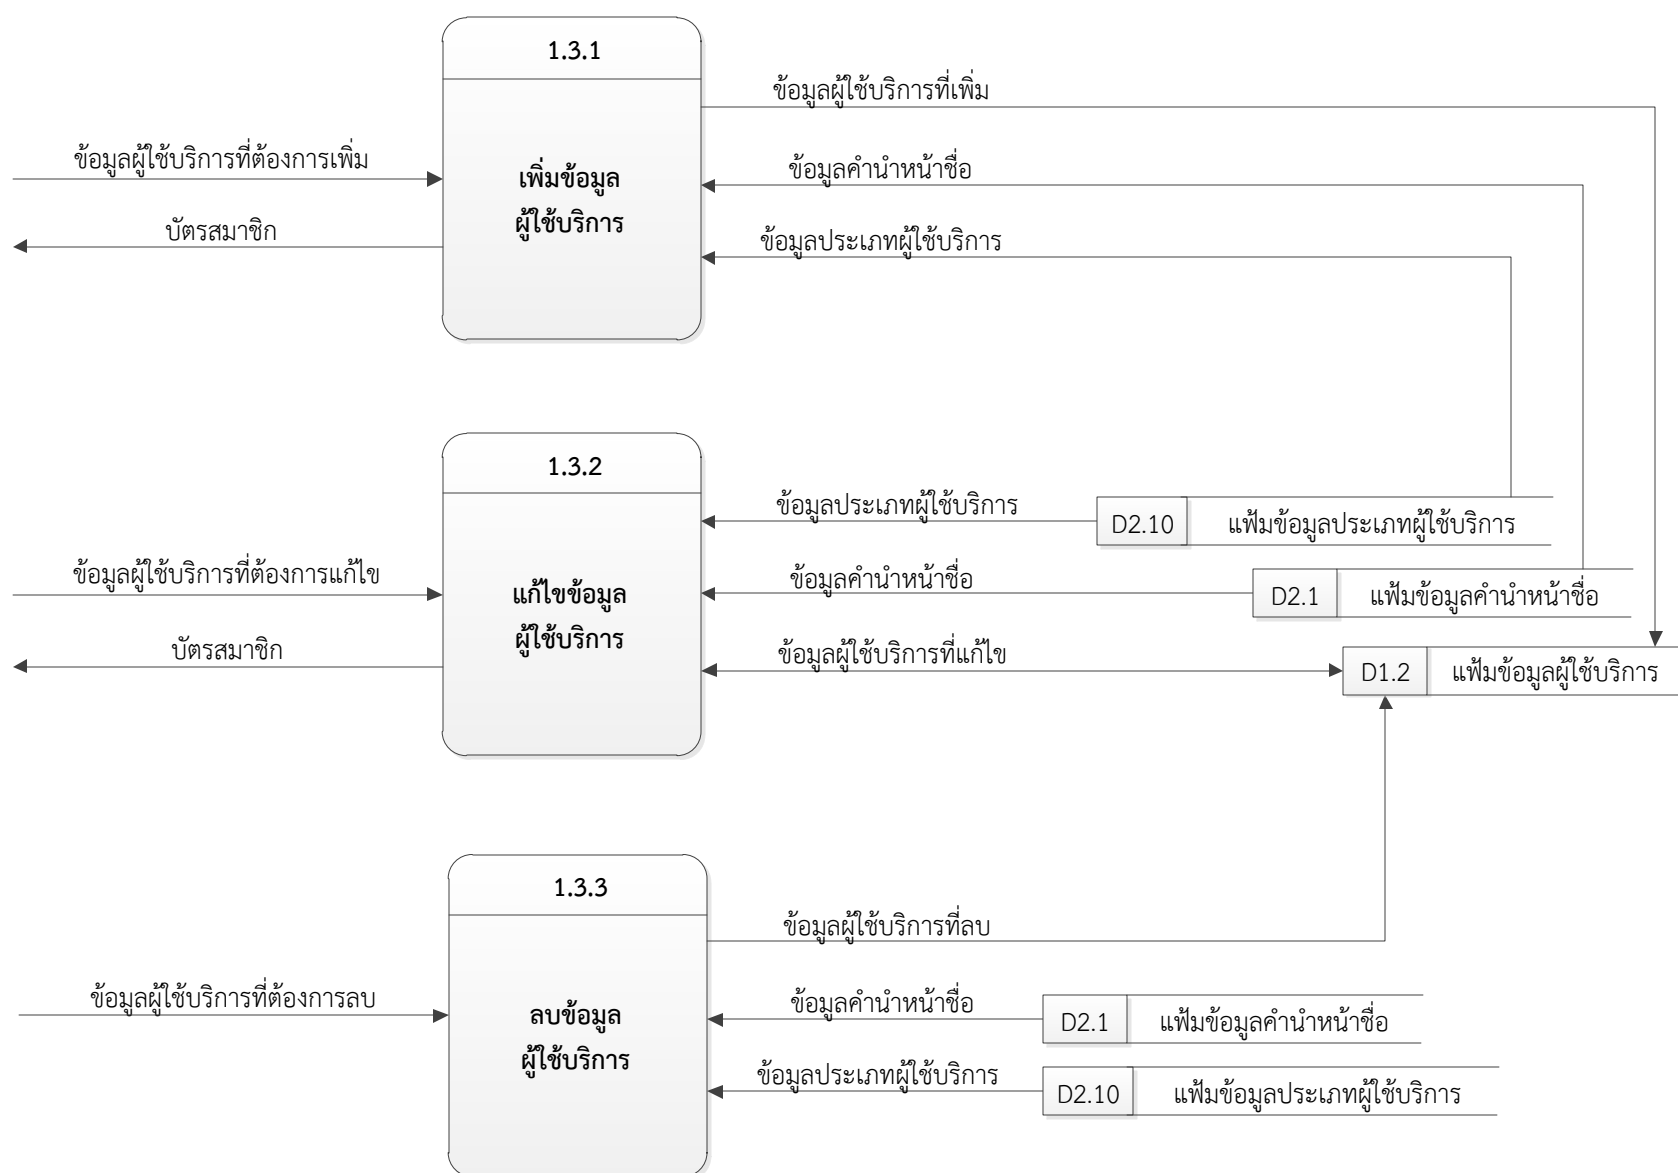 1.3.1
ข้อมูลผู้ใช้บริการที่เพิ่ม
ข้อมูลผู้ใช้บริการที่ต้องการเพิ่ม
เพิ่มข้อมูล
ผู้ใช้บริการ
ข้อมูลคำนำหน้าชื่อ
บัตรสมาชิก
ข้อมูลประเภทผู้ใช้บริการ
1.3.2
ข้อมูลประเภทผู้ใช้บริการ
D2.10 แฟ้มข้อมูลประเภทผู้ใช้บริการ
ข้อมูลผู้ใช้บริการที่ต้องการแก้ไข
แก้ไขข้อมูล
ผู้ใช้บริการ
ข้อมูลคำนำหน้าชื่อ
D2.1 แฟ้มข้อมูลคำนำหน้าชื่อ
บัตรสมาชิก
ข้อมูลผู้ใช้บริการที่แก้ไข
D1.2 แฟ้มข้อมูลผู้ใช้บริการ
1.3.3
ข้อมูลผู้ใช้บริการที่ลบ
ข้อมูลผู้ใช้บริการที่ต้องการลบ
ลบข้อมูล
ผู้ใช้บริการ
ข้อมูลคำนำหน้าชื่อ
D2.1 แฟ้มข้อมูลคำนำหน้าชื่อ
ข้อมูลประเภทผู้ใช้บริการ
D2.10 แฟ้มข้อมูลประเภทผู้ใช้บริการ